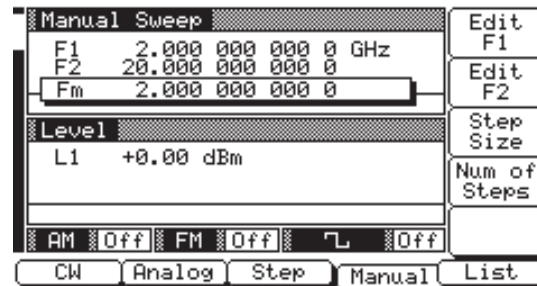 Manual Sweep
F1 2.000 000 000 0 GHz
F2 20.000 000 000 0
Fm 2.000 000 000 0
Level
L1 +0.00 dBm
AM Off FM Off Off
CW Analog Step Manual List
Edit
F1
Edit
F2
Step
Size
Num of
Steps